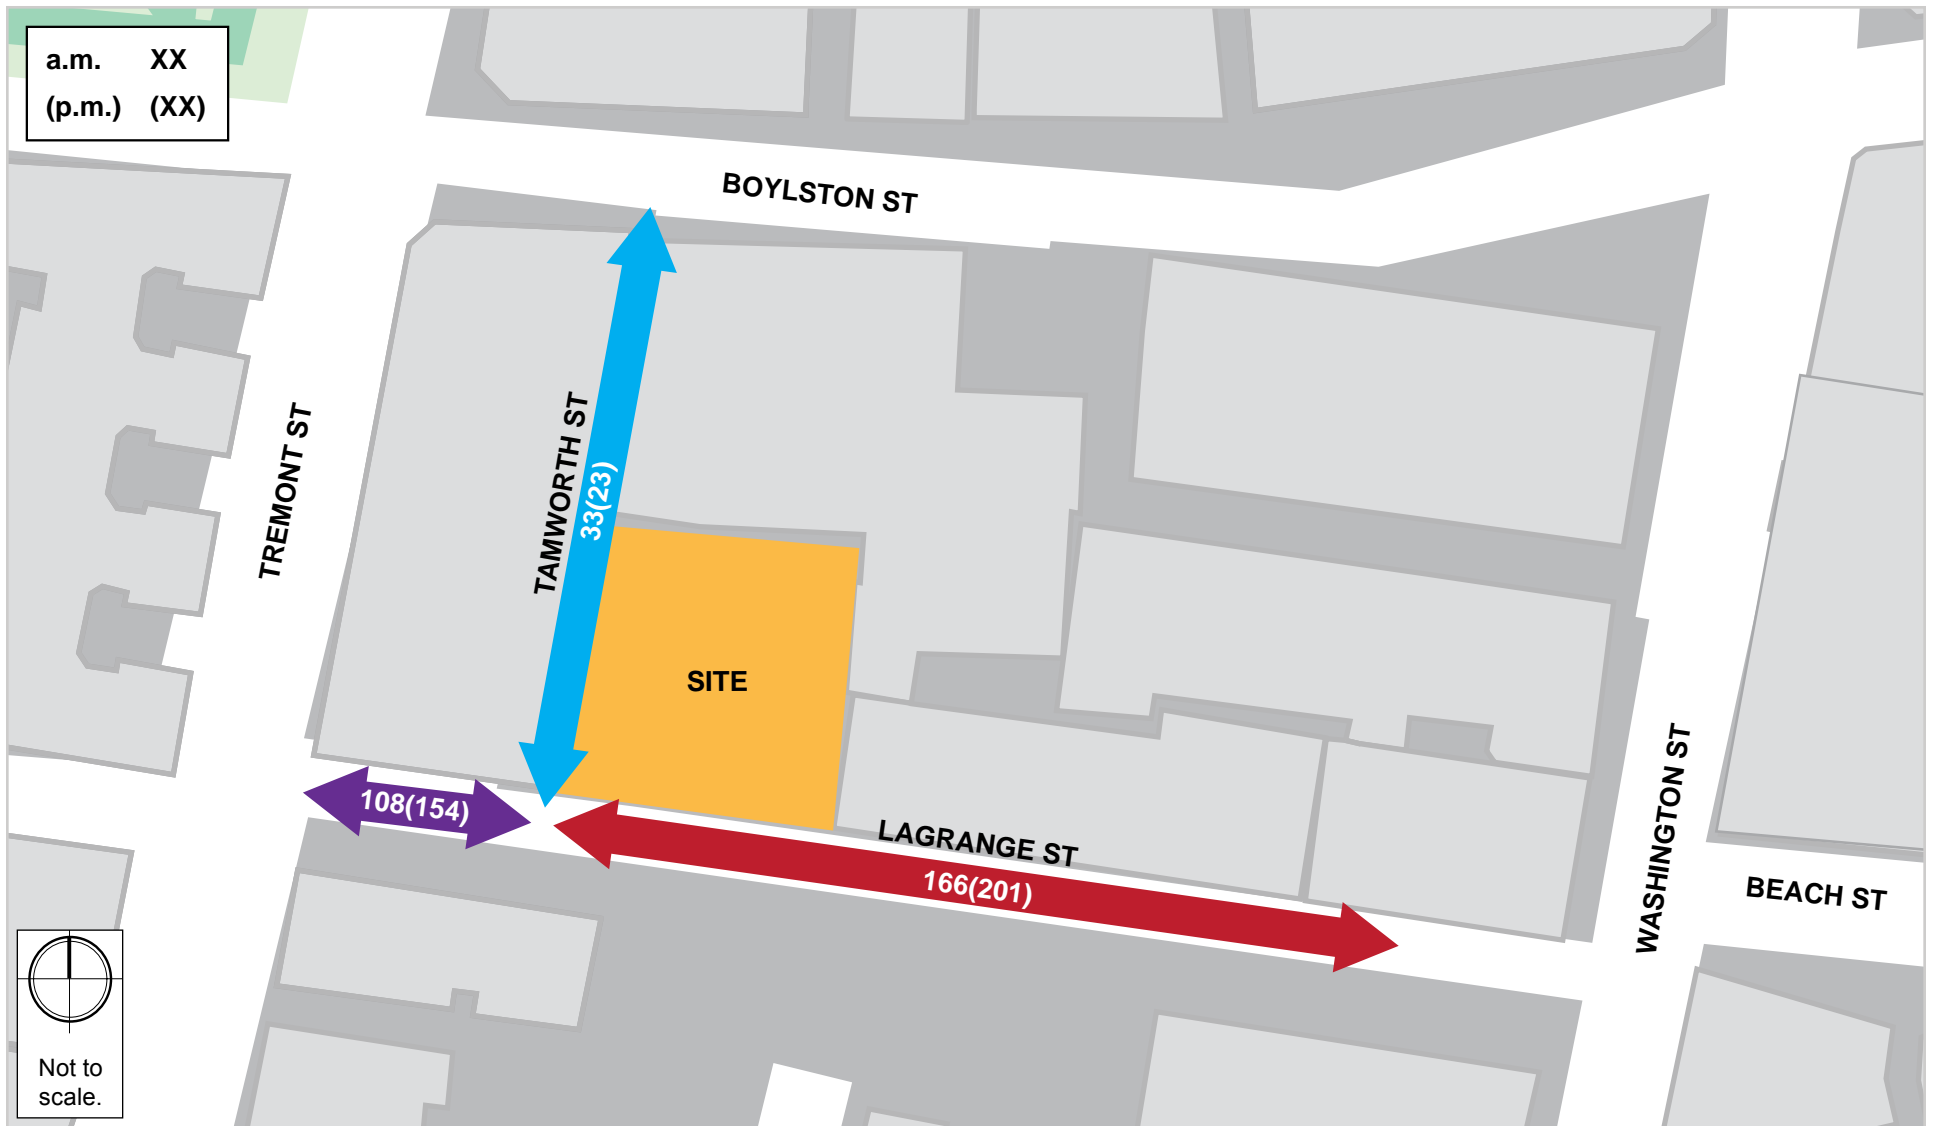 a.m. XX
(p.m.) (XX)
BOYLSTON ST
TREMONT ST
TAMWORTH ST
33(23)
SITE
108(154)
LAGRANGE ST
166(201)
WASHINGTON ST
BEACH ST
Not to
scale.